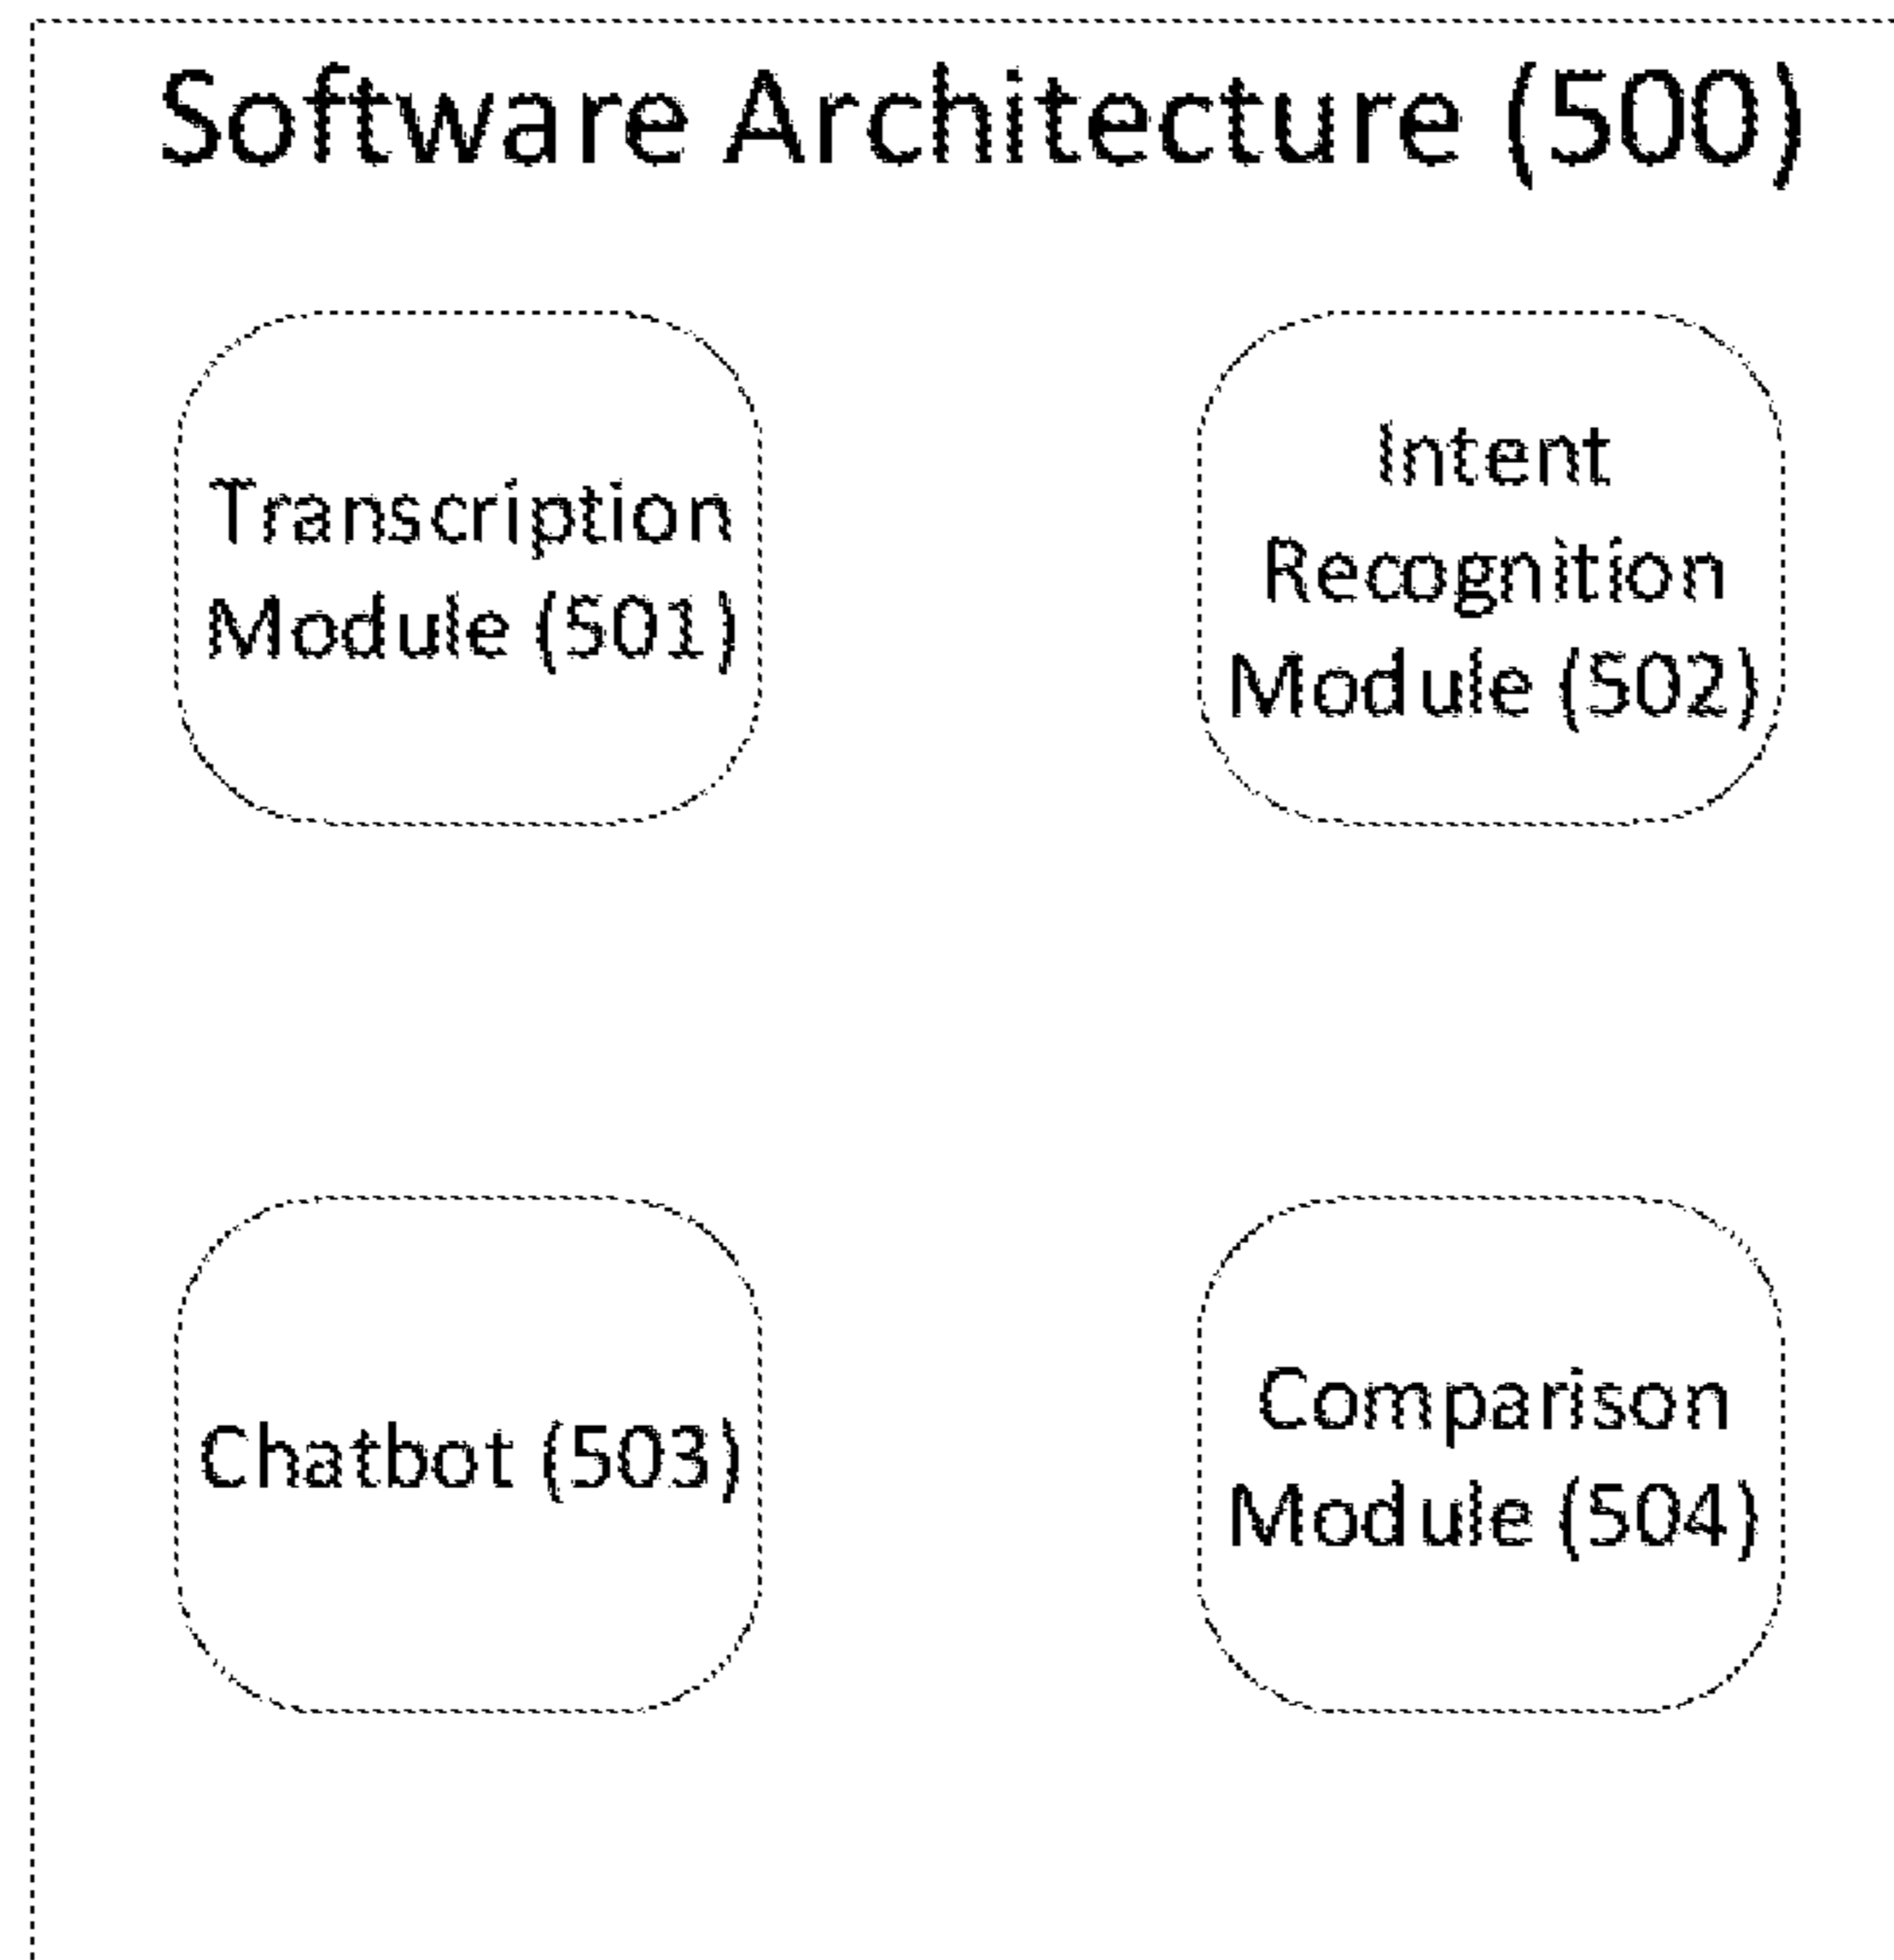 Software Architecture (500)
Transcription
Module (501)
Intent
Recognition
Module (502)
Chatbot (503)
Comparison
Module (504)